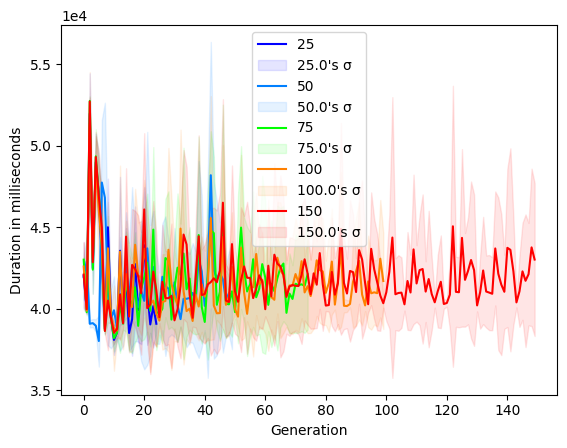 1e4
5.5
5.0
4.5
4.0
3.5
Duration in milliseconds
25
25.0's σ
50
50.0's σ
75
75.0's σ
100
100.0's σ
150
150.0's σ
0 20 40 60 80 100 120 140
Generation